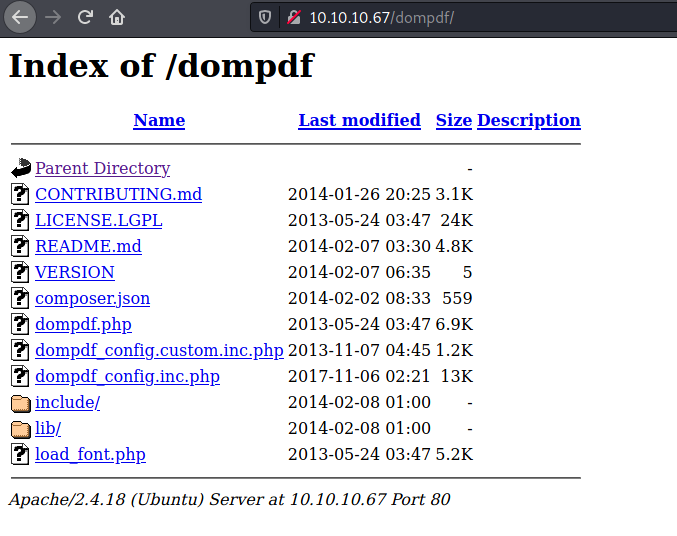 10.10.10.67/dompdf/
Index of /dompdf
Name Last modified Size Description
Parent Directory -
CONTRIBUTING.md 2014-01-26 20:25 3.1K
LICENSE.LGPL 2013-05-24 03:47 24K
README.md 2014-02-07 03:30 4.8K
VERSION 2014-02-07 06:35 5
composer.json 2014-02-02 08:33 559
dompdf.php 2013-05-24 03:47 6.9K
dompdf_config.custom.inc.php 2013-11-07 04:45 1.2K
dompdf_config.inc.php 2017-11-06 02:21 13K
include/ 2014-02-08 01:00 -
lib/ 2014-02-08 01:00 -
load_font.php 2013-05-24 03:47 5.2K
Apache/2.4.18 (Ubuntu) Server at 10.10.10.67 Port 80